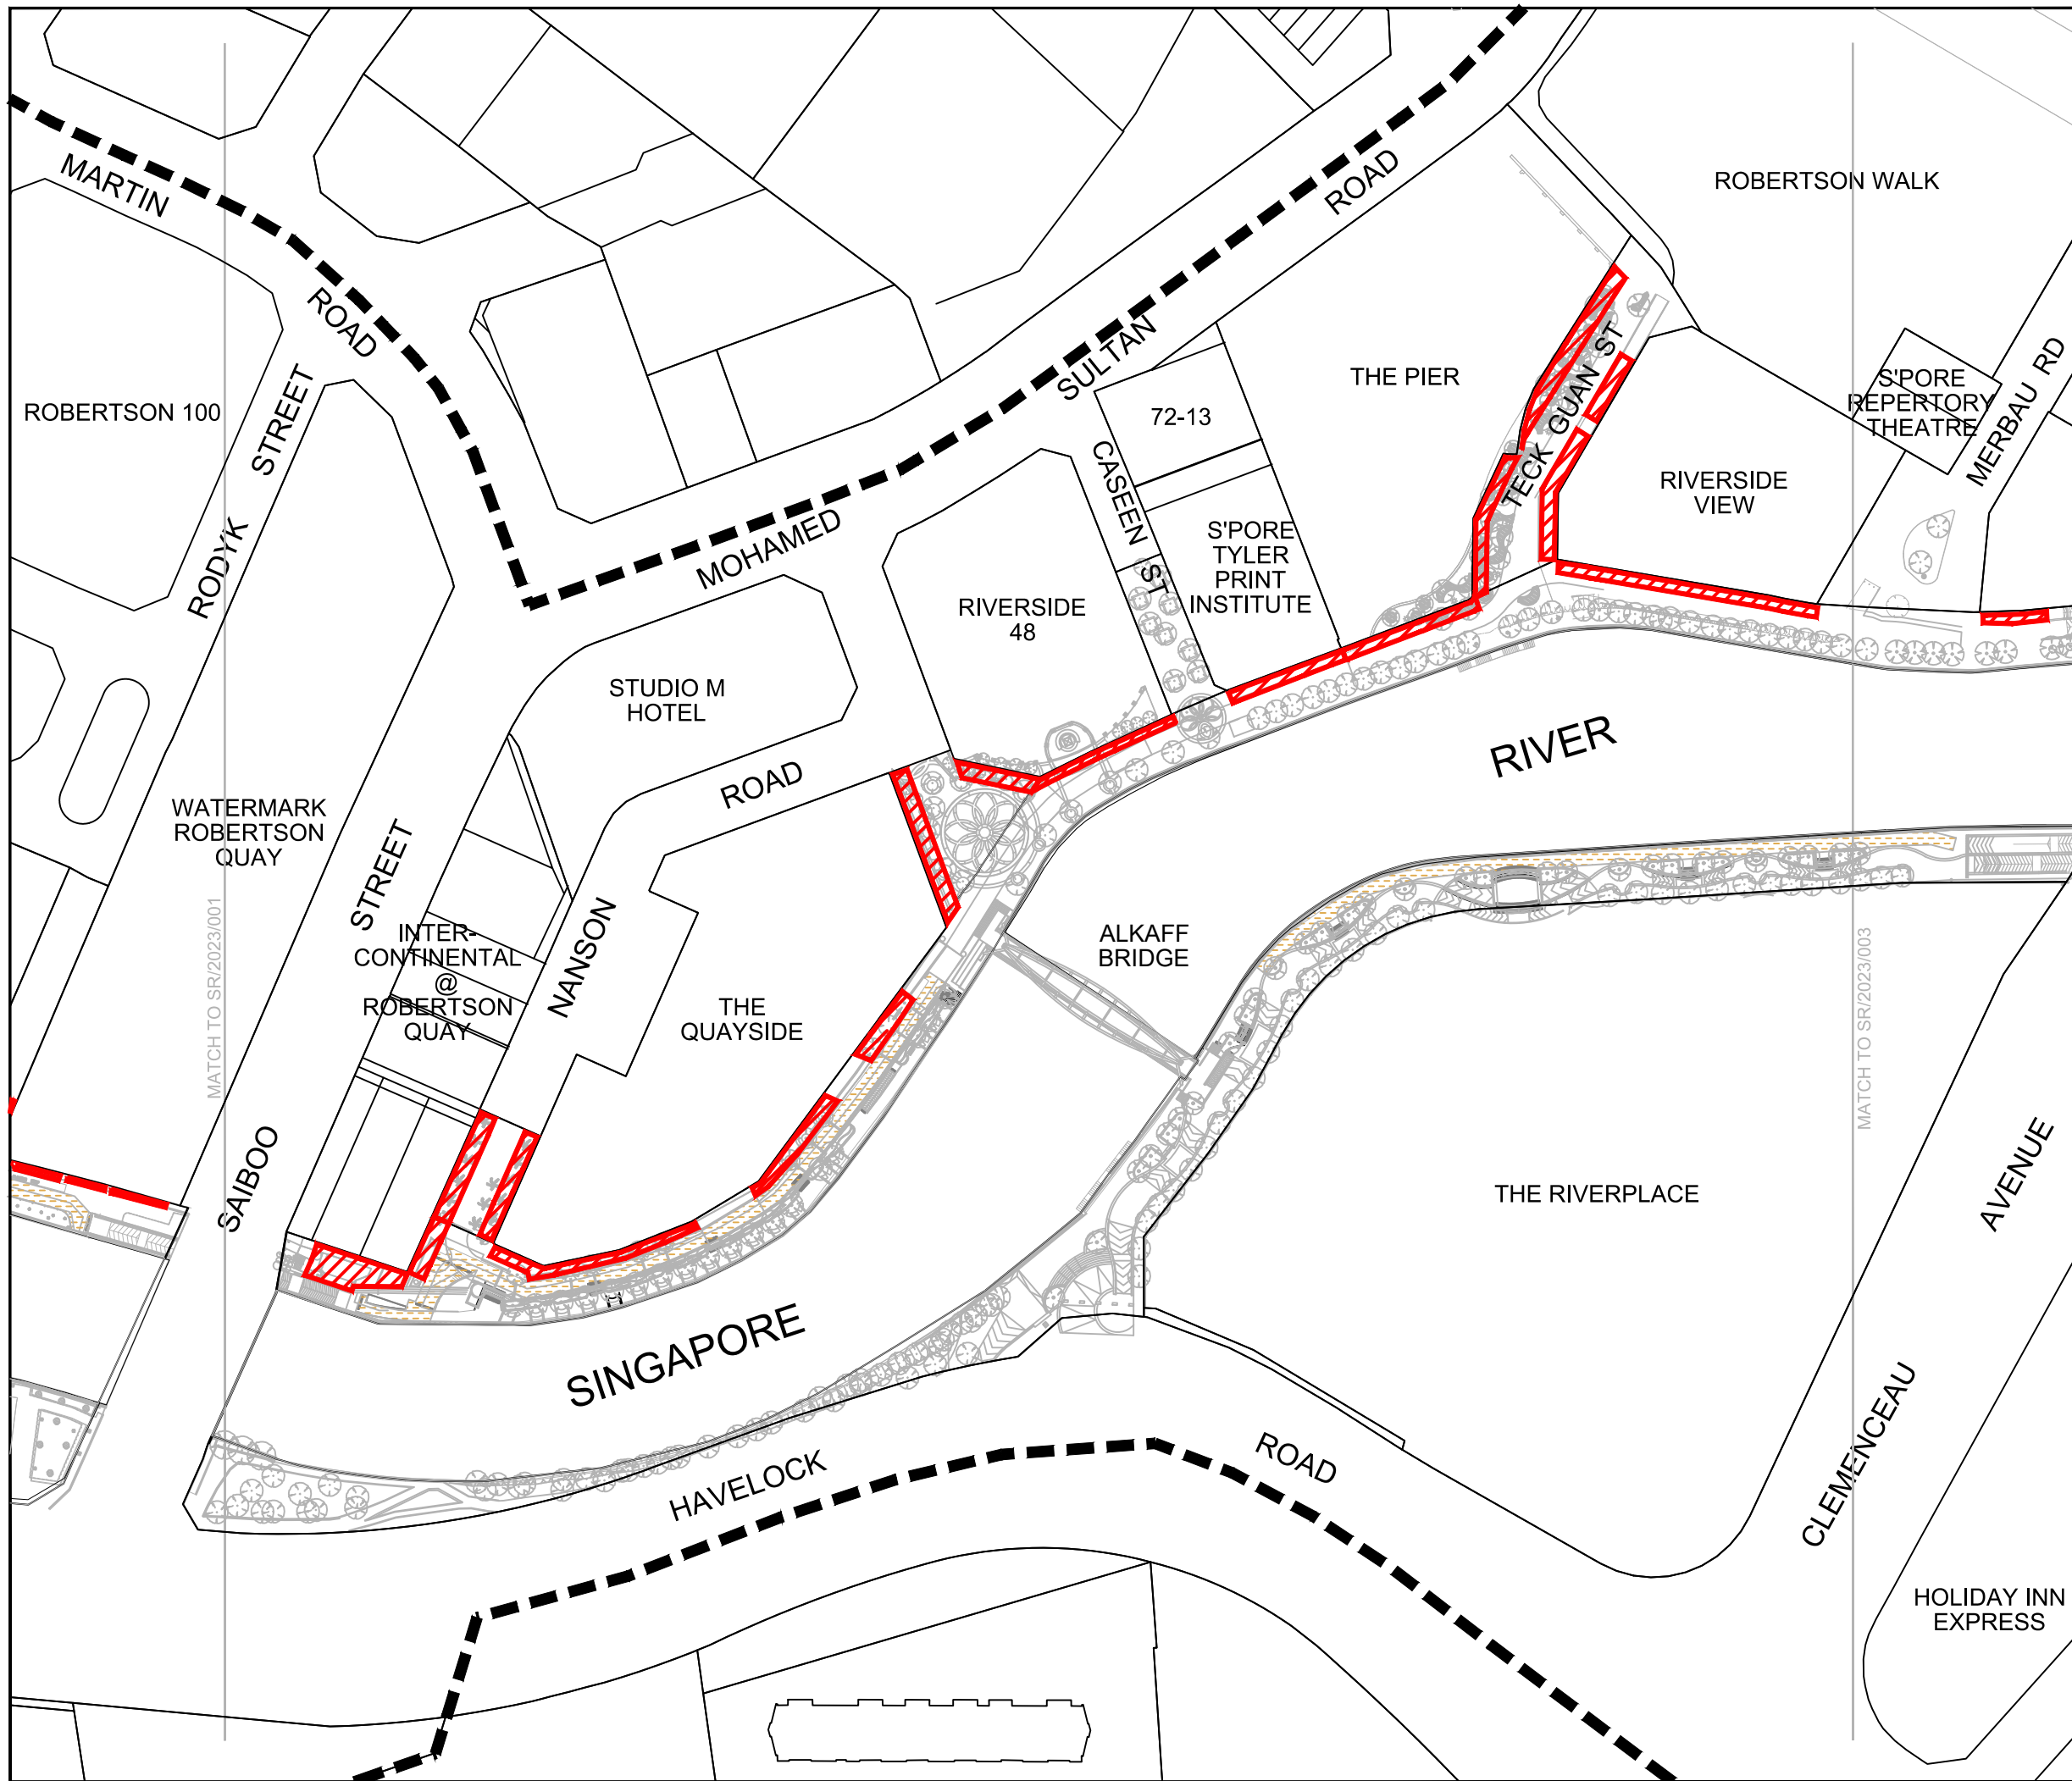 MARTIN
ROAD
ROBERTSON 100
RODYK
STREET
SULTAN
ROAD
MOHAMED
ROBERTSON WALK
THE PIER
72-13
CASEEN
ST
S'PORE
TYLER
PRINT
INSTITUTE
TECK GUAN ST
S'PORE
REPERTORY
THEATRE
MERBAU RD
RIVERSIDE
VIEW
RIVERSIDE
48
STUDIO M
HOTEL
NANSON
ROAD
WATERMARK
ROBERTSON
QUAY
SAIBOO
STREET
INTER-
CONTINENTAL
@
ROBERTSON
QUAY
THE
QUAYSIDE
ALKAFF
BRIDGE
SINGAPORE
RIVER
MATCH TO SR/2023/001
MATCH TO SR/2023/003
THE RIVERPLACE
CLEMENCEAU
AVENUE
HAVELOCK
ROAD
HOLIDAY INN
EXPRESS